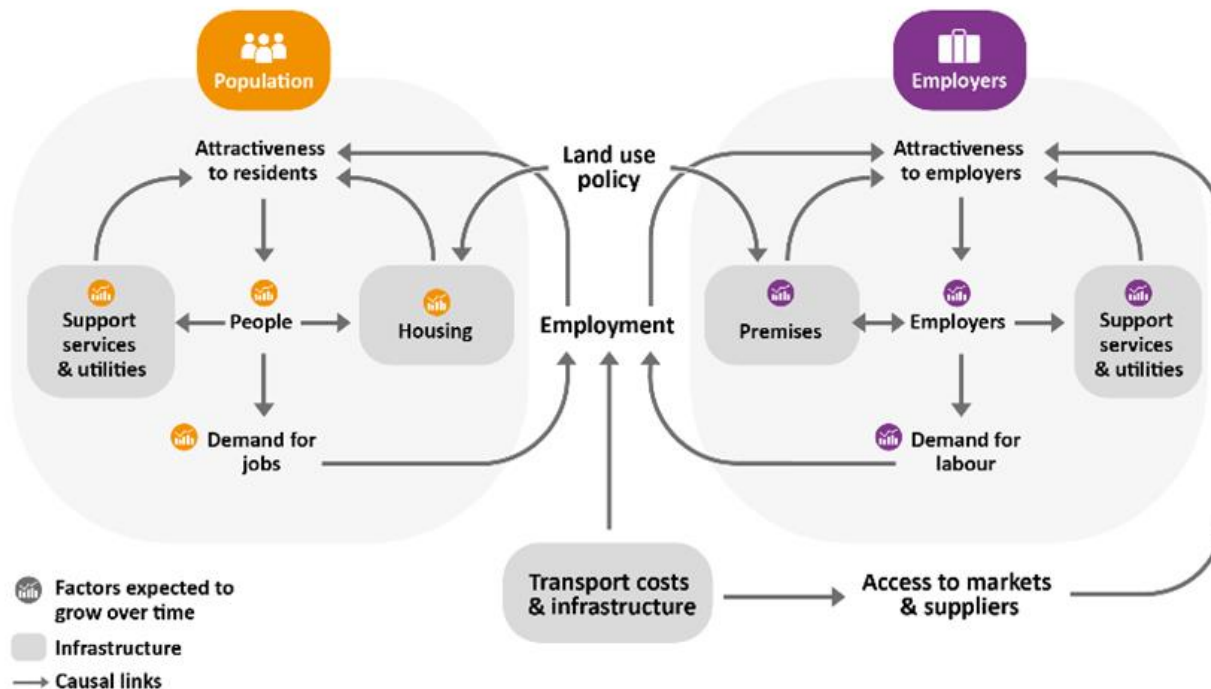 Population
Employers
Attractiveness
to residents
Land use
policy
Attractiveness
to employers
Support
services
& utilities
People
Housing
Employment
Premises
Employers
Support
services
& utilities
Demand for
jobs
Demand for
labour
Transport costs
& infrastructure
Access to markets
& suppliers
Factors expected to
grow over time
Infrastructure
Causal links